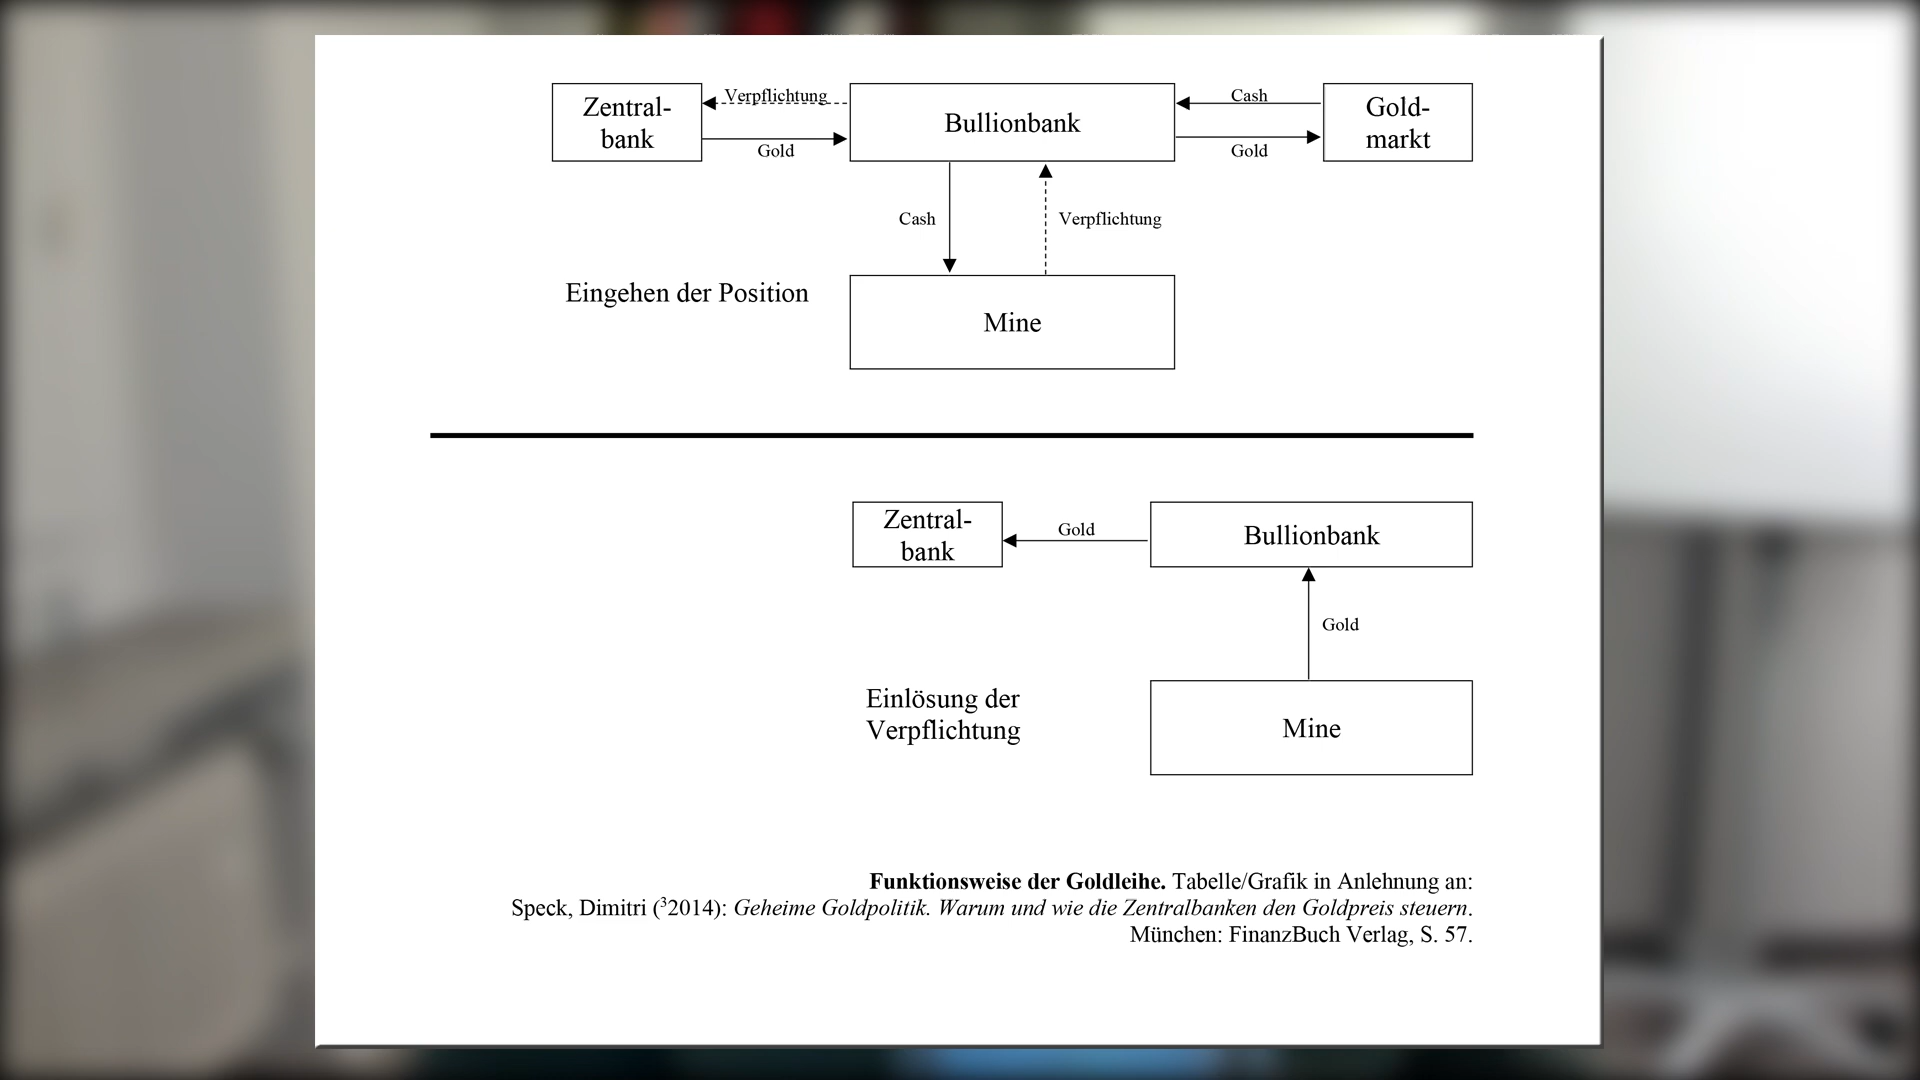 Zentral-
bank
Verpflichtung
Gold
Bullionbank
Cash
Gold
Gold-
markt
Cash
Verpflichtung
Eingehen der Position
Mine
Zentral-
bank
Gold
Bullionbank
Gold
Einlösung der
Verpflichtung
Mine
Funktionsweise der Goldleihe. Tabelle/Grafik in Anlehnung an:
Speck, Dimitri (³2014): Geheime Goldpolitik. Warum und wie die Zentralbanken den Goldpreis steuern.
München: FinanzBuch Verlag, S. 57.